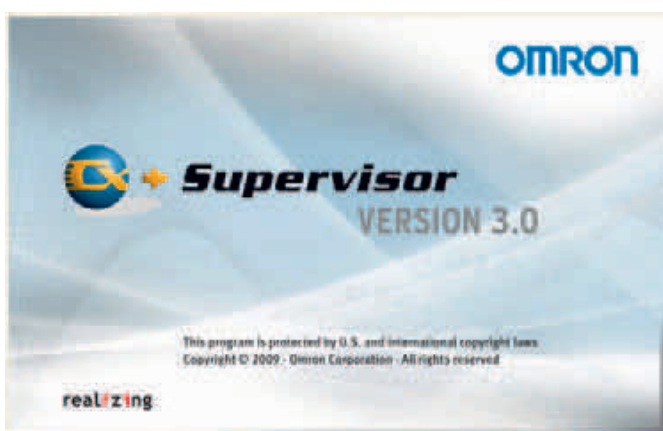 OMRON
Cx + Supervisor
VERSION 3.0
This program is protected by U.S. and international copyright laws
Copyright © 2009 - Omron Corporation - All rights reserved
realizing